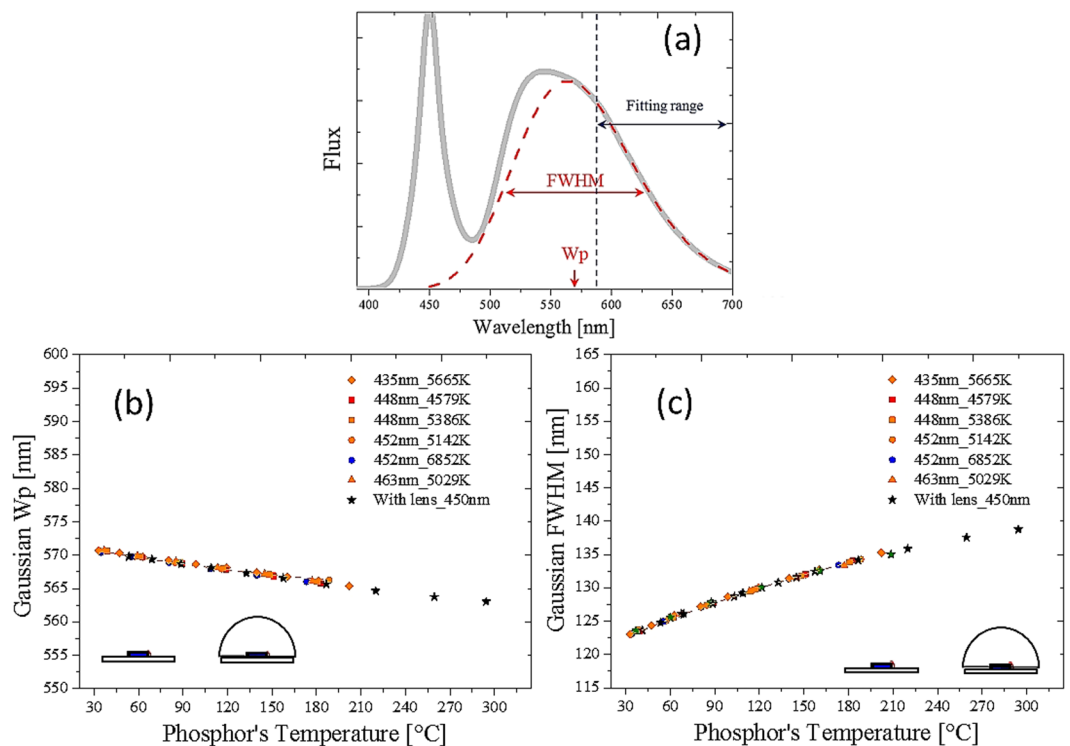 (a)
Fitting range
FWHM
Wp
Flux
400 450 500 550 600 650 700
Wavelength [nm]
(b)
435nm_5665K
448nm_4579K
448nm_5386K
452nm_5142K
452nm_6852K
463nm_5029K
With lens_450nm
600
595
590
585
580
575
570
565
560
555
550
Gaussian Wp [nm]
30 60 90 120 150 180 210 240 270 300
Phosphor's Temperature [°C]
(c)
435nm_5665K
448nm_4579K
448nm_5386K
452nm_5142K
452nm_6852K
463nm_5029K
With lens_450nm
165
160
155
150
145
140
135
130
125
120
115
Gaussian FWHM [nm]
30 60 90 120 150 180 210 240 270 300
Phosphor's Temperature [°C]